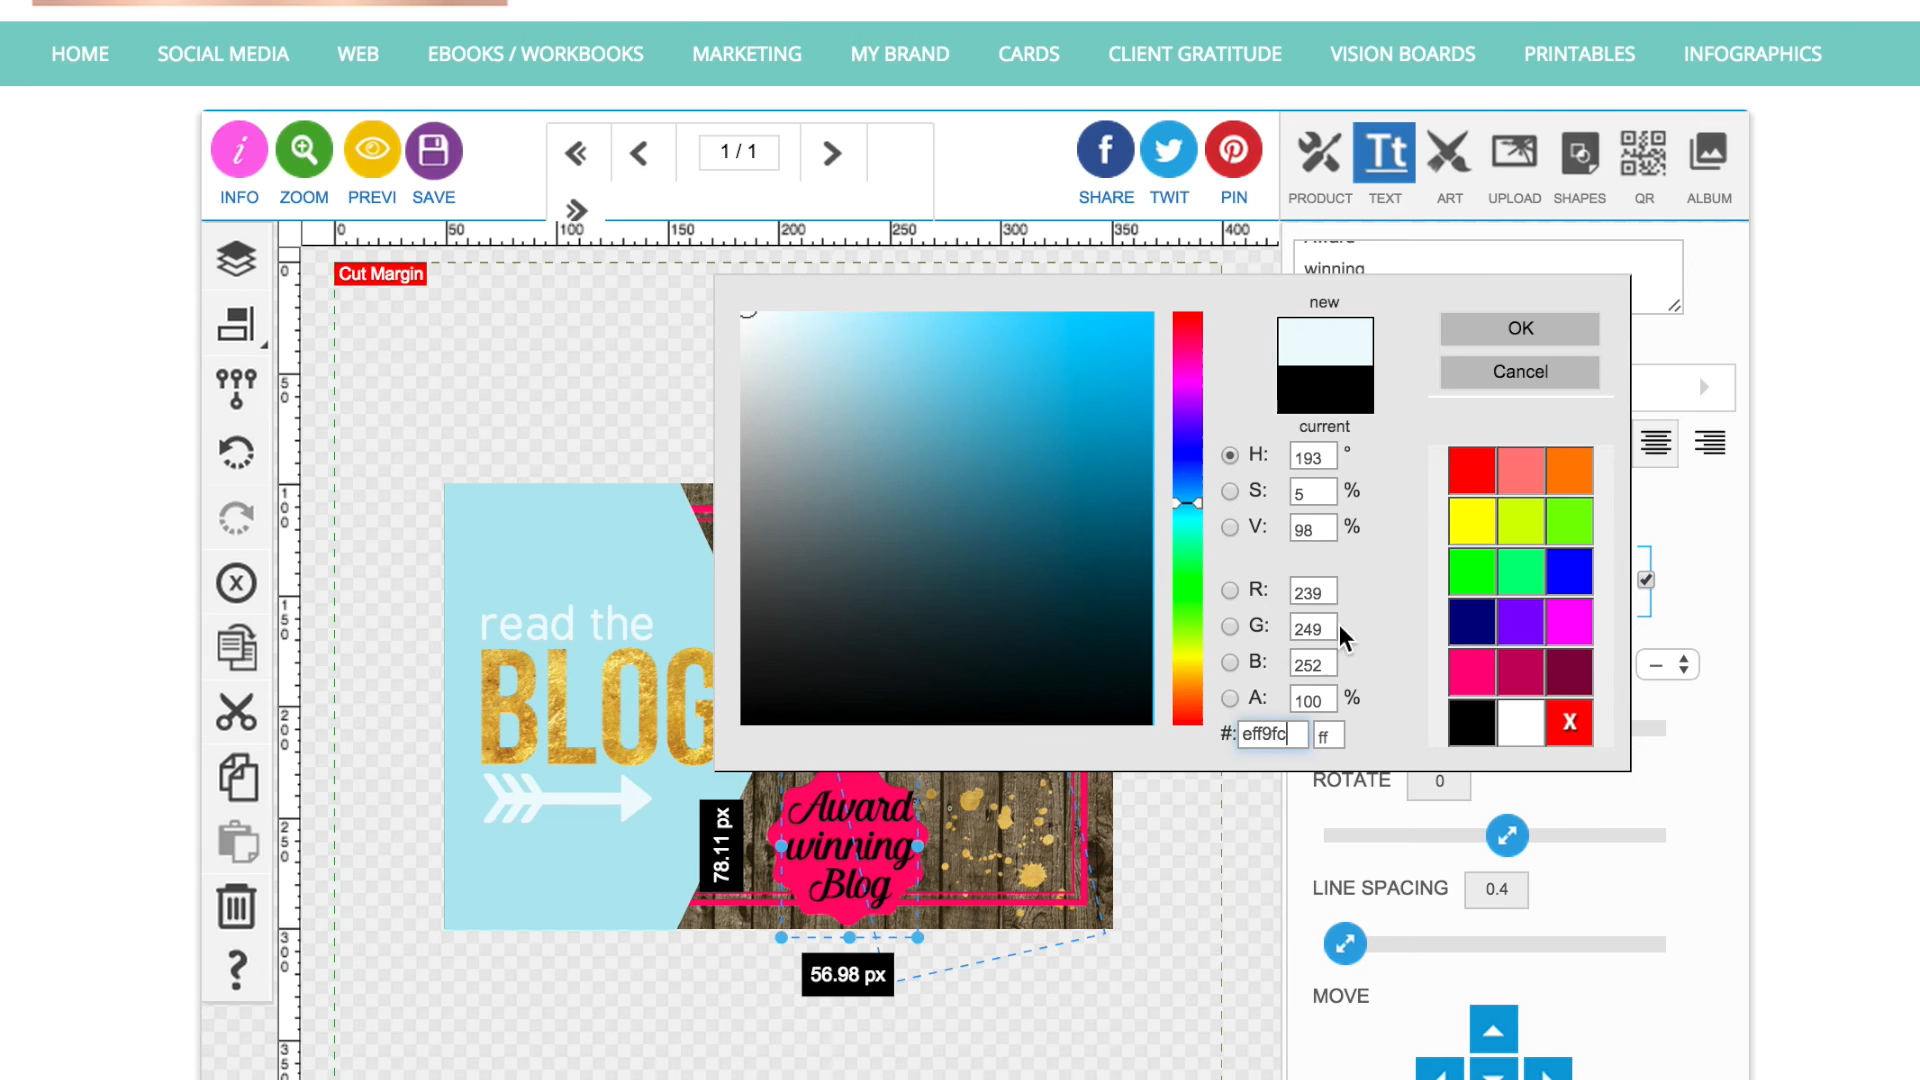 HOME SOCIAL MEDIA WEB EBOOKS / WORKBOOKS MARKETING MY BRAND CARDS CLIENT GRATITUDE VISION BOARDS PRINTABLES INFOGRAPHICS
INFO ZOOM PREVI SAVE
1 / 1
SHARE TWIT PIN
PRODUCT TEXT ART UPLOAD SHAPES QR ALBUM
0 50 100 150 200 250 300 350 400
0
50
100
150
200
250
300
350
Cut Margin
winning
new
current
OK
Cancel
H: 193 °
S: 5 %
V: 98 %
R: 239
G: 249
B: 252
A: 100 %
#: eff9fc ff
X
read the
BLOG
Award
winning
Blog
78.11 px
56.98 px
ROTATE 0
LINE SPACING 0.4
MOVE